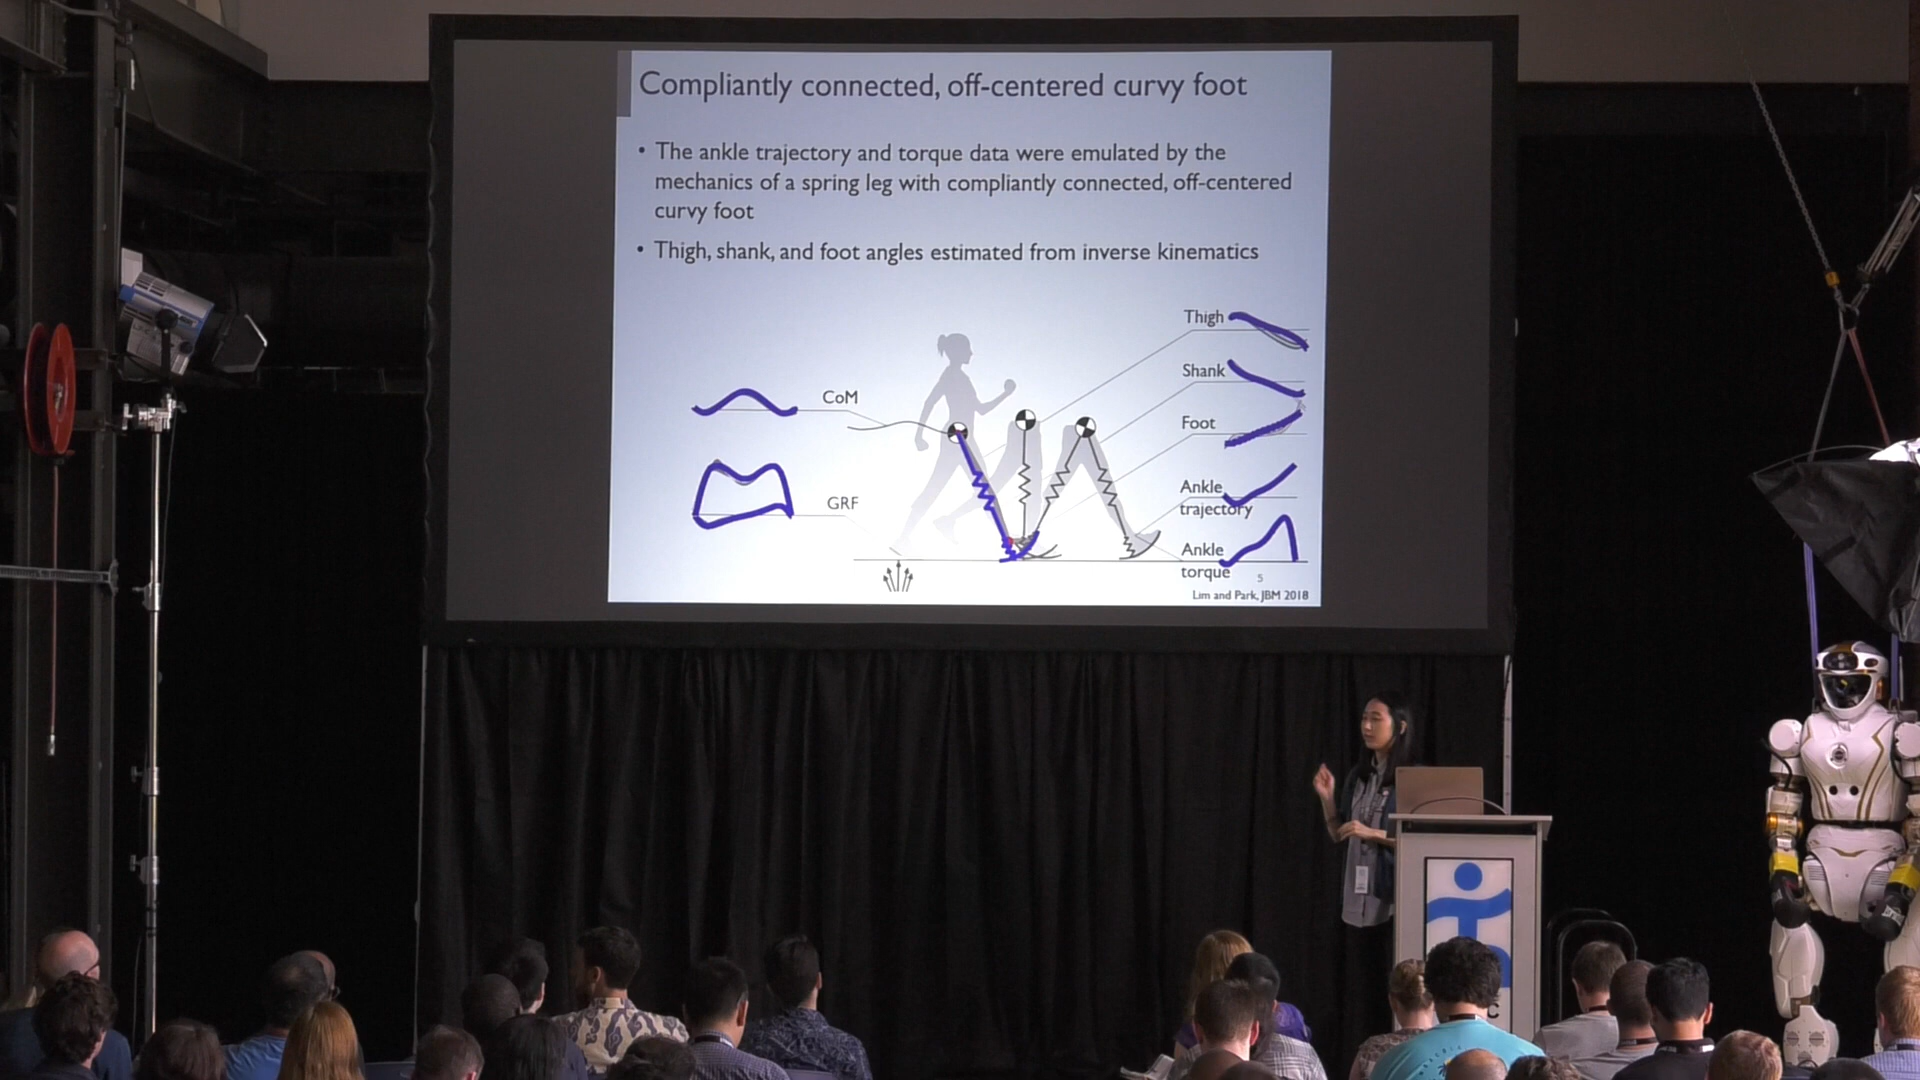 Compliantly connected, off-centered curvy foot
• The ankle trajectory and torque data were emulated by the
mechanics of a spring leg with compliantly connected, off-centered
curvy foot
• Thigh, shank, and foot angles estimated from inverse kinematics
Thigh
Shank
CoM
Foot
Ankle
trajectory
GRF
Ankle
torque
5
Lim and Park, JBM 2018
C